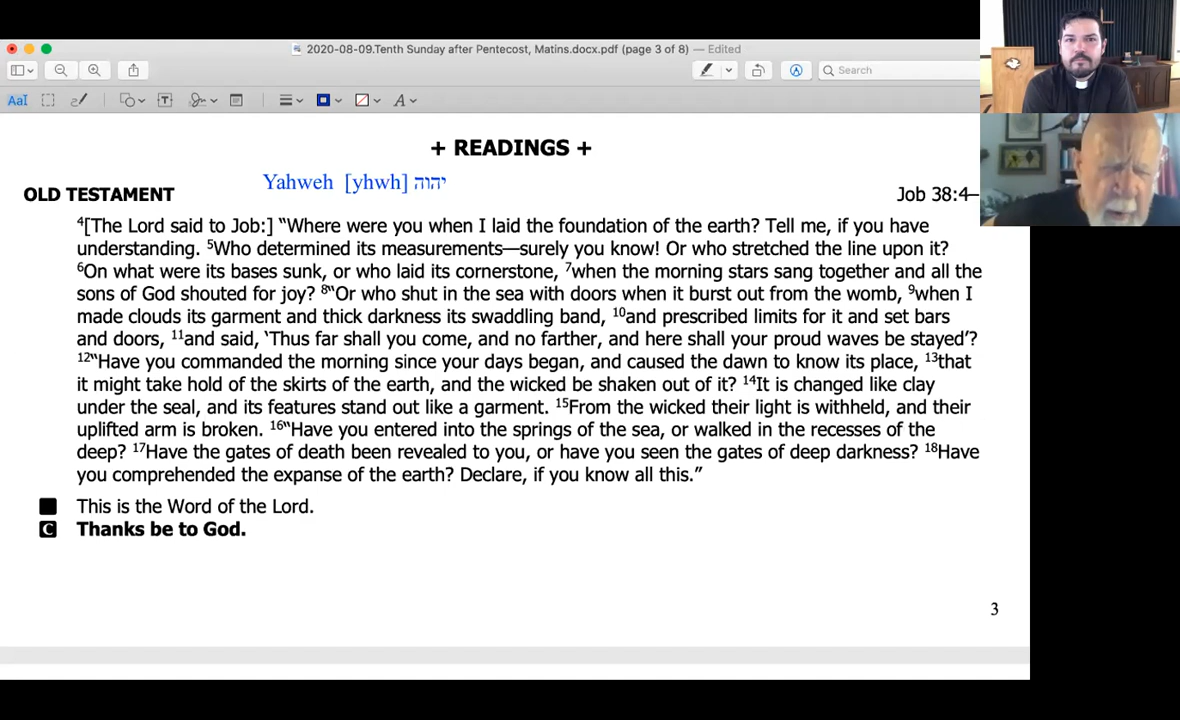 2020-08-09.Tenth Sunday after Pentecost, Matins.docx.pdf (page 3 of 8) — Edited
Search
AaI
T
A
+ READINGS +
Yahweh [yhwh] יהוה
OLD TESTAMENT Job 38:4–
⁴[The Lord said to Job:] “Where were you when I laid the foundation of the earth? Tell me, if you have
understanding. ⁵Who determined its measurements—surely you know! Or who stretched the line upon it?
⁶On what were its bases sunk, or who laid its cornerstone, ⁷when the morning stars sang together and all the
sons of God shouted for joy? ⁸“Or who shut in the sea with doors when it burst out from the womb, ⁹when I
made clouds its garment and thick darkness its swaddling band, ¹⁰and prescribed limits for it and set bars
and doors, ¹¹and said, ‘Thus far shall you come, and no farther, and here shall your proud waves be stayed’?
¹²“Have you commanded the morning since your days began, and caused the dawn to know its place, ¹³that
it might take hold of the skirts of the earth, and the wicked be shaken out of it? ¹⁴It is changed like clay
under the seal, and its features stand out like a garment. ¹⁵From the wicked their light is withheld, and their
uplifted arm is broken. ¹⁶“Have you entered into the springs of the sea, or walked in the recesses of the
deep? ¹⁷Have the gates of death been revealed to you, or have you seen the gates of deep darkness? ¹⁸Have
you comprehended the expanse of the earth? Declare, if you know all this.”
This is the Word of the Lord.
C Thanks be to God.
3